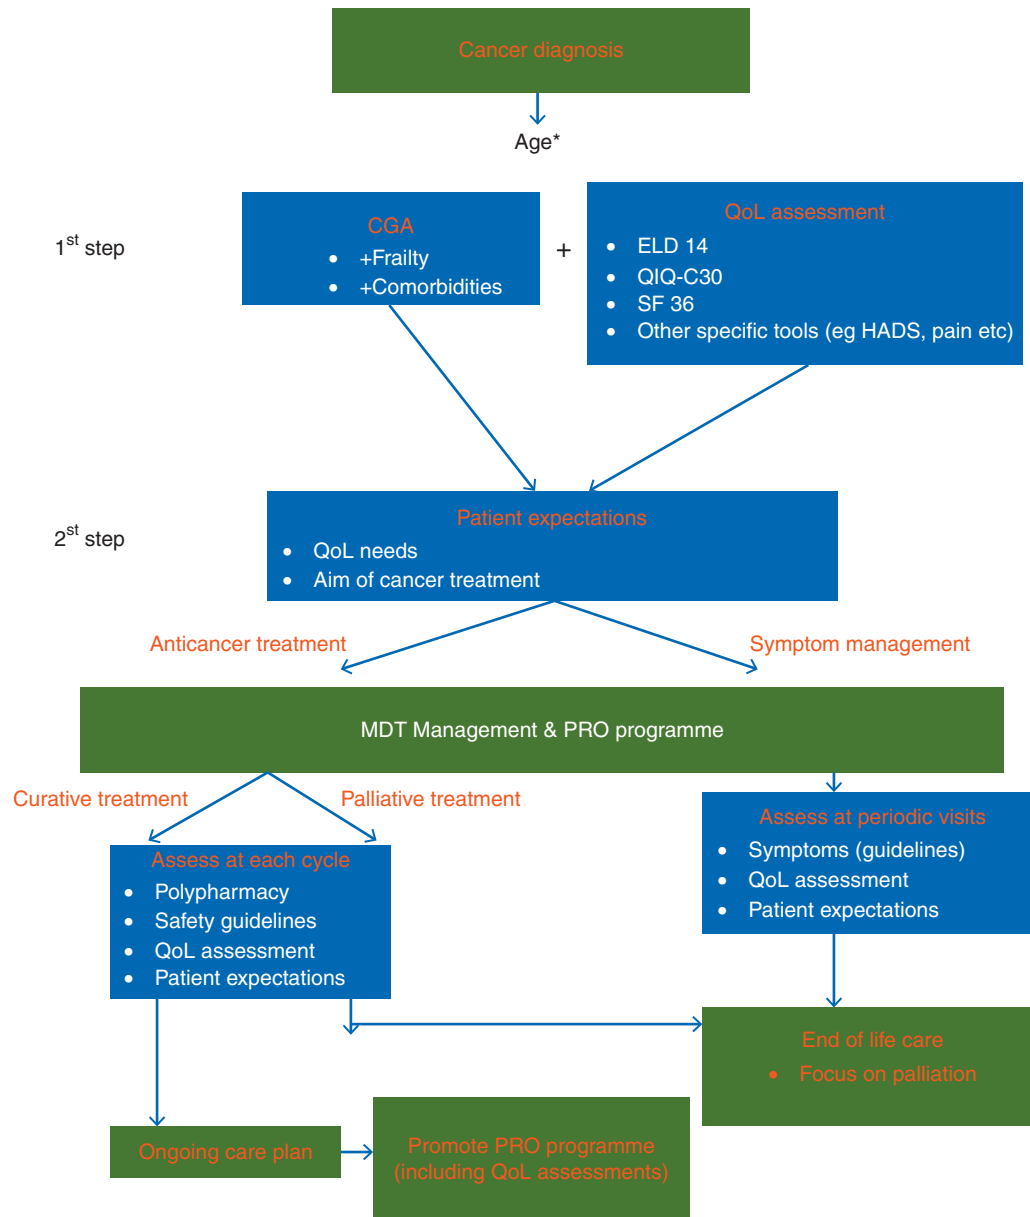 Cancer diagnosis
Age*
1st step
CGA
• +Frailty
• +Comorbidities
+
QoL assessment
• ELD 14
• QIQ-C30
• SF 36
• Other specific tools (eg HADS, pain etc)
2st step
Patient expectations
• QoL needs
• Aim of cancer treatment
Anticancer treatment
Symptom management
MDT Management & PRO programme
Curative treatment
Palliative treatment
Assess at each cycle
• Polypharmacy
• Safety guidelines
• QoL assessment
• Patient expectations
Assess at periodic visits
• Symptoms (guidelines)
• QoL assessment
• Patient expectations
End of life care
• Focus on palliation
Ongoing care plan
Promote PRO programme
(including QoL assessments)